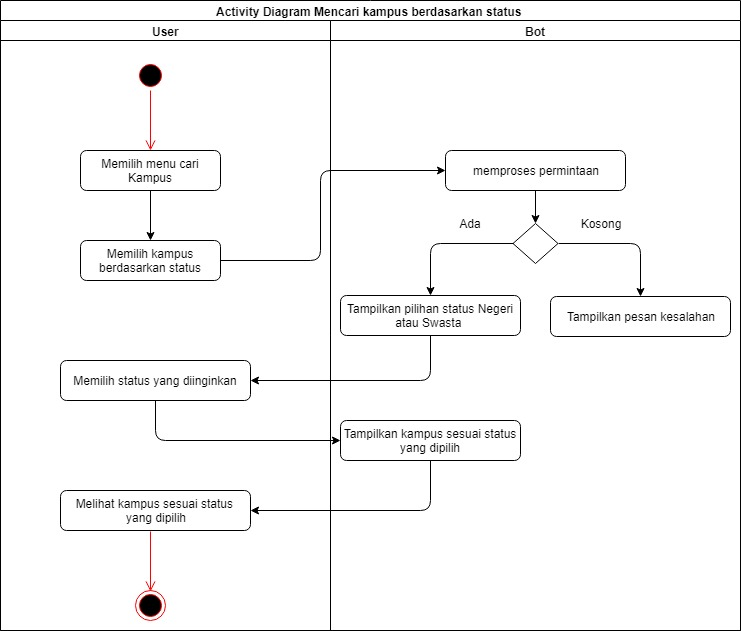 Activity Diagram Mencari kampus berdasarkan status
User
Bot
Memilih menu cari
Kampus
memproses permintaan
Memilih kampus
berdasarkan status
Ada
Kosong
Tampilkan pilihan status Negeri
atau Swasta
Tampilkan pesan kesalahan
Memilih status yang diinginkan
Tampilkan kampus sesuai status
yang dipilih
Melihat kampus sesuai status
yang dipilih